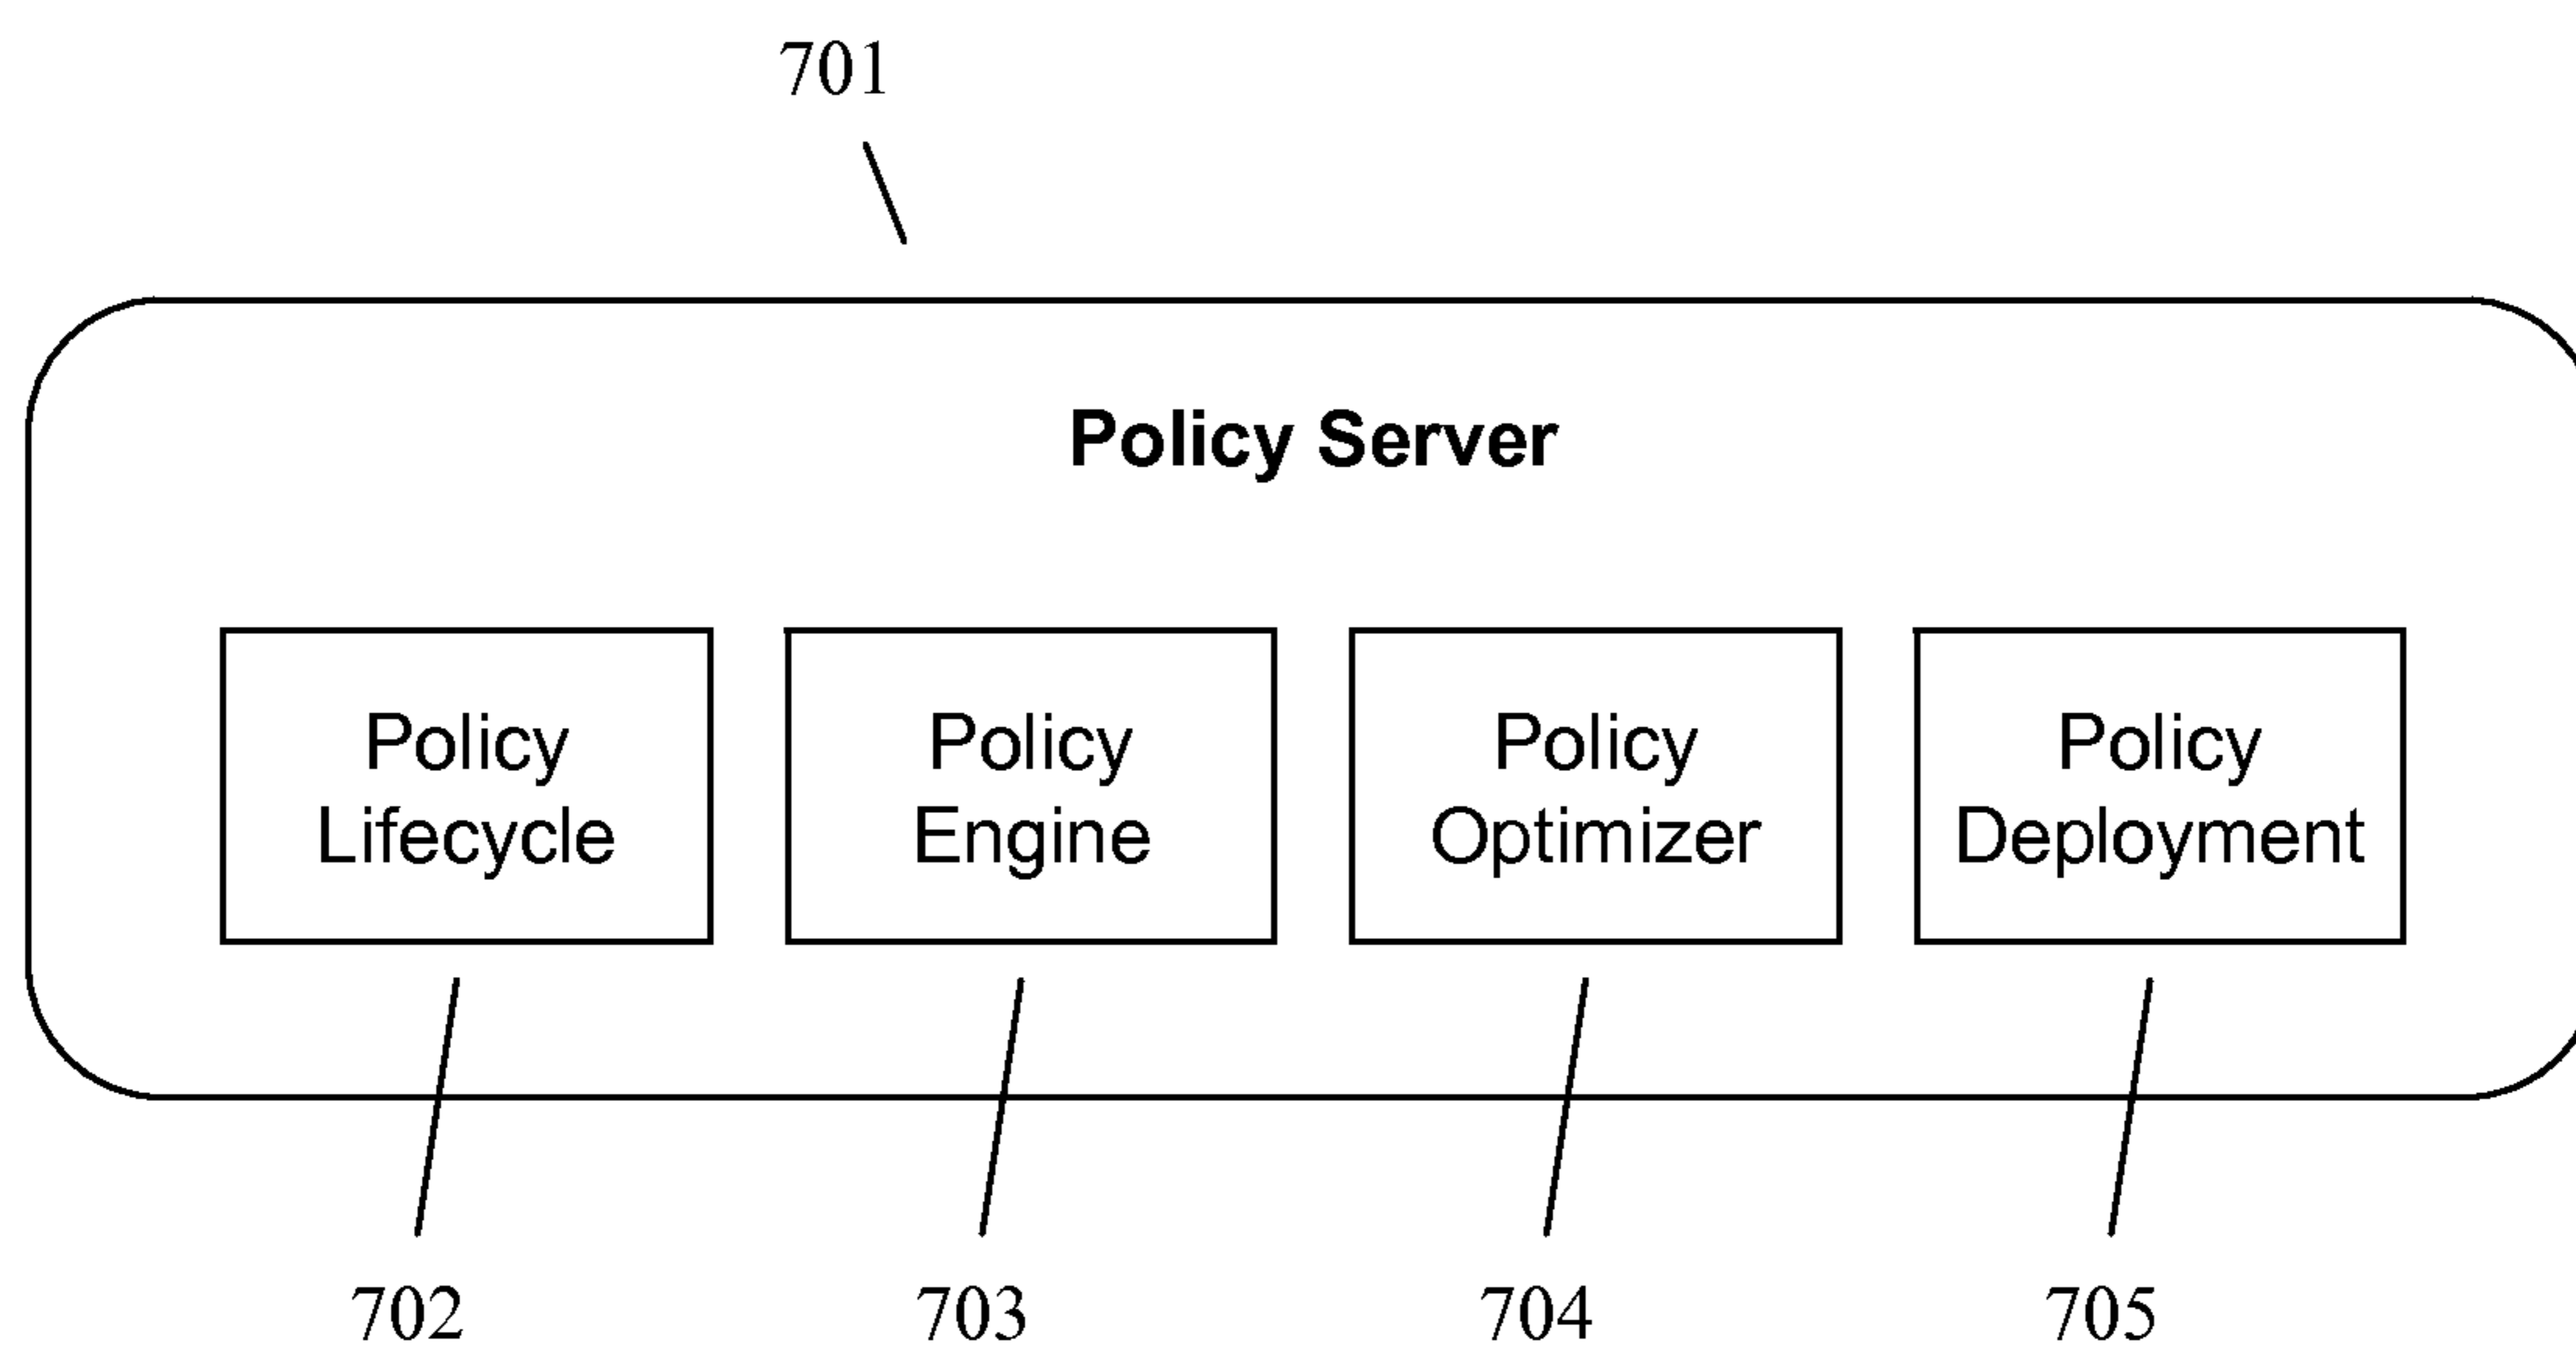 701
Policy Server
Policy
Lifecycle
Policy
Engine
Policy
Optimizer
Policy
Deployment
702
703
704
705